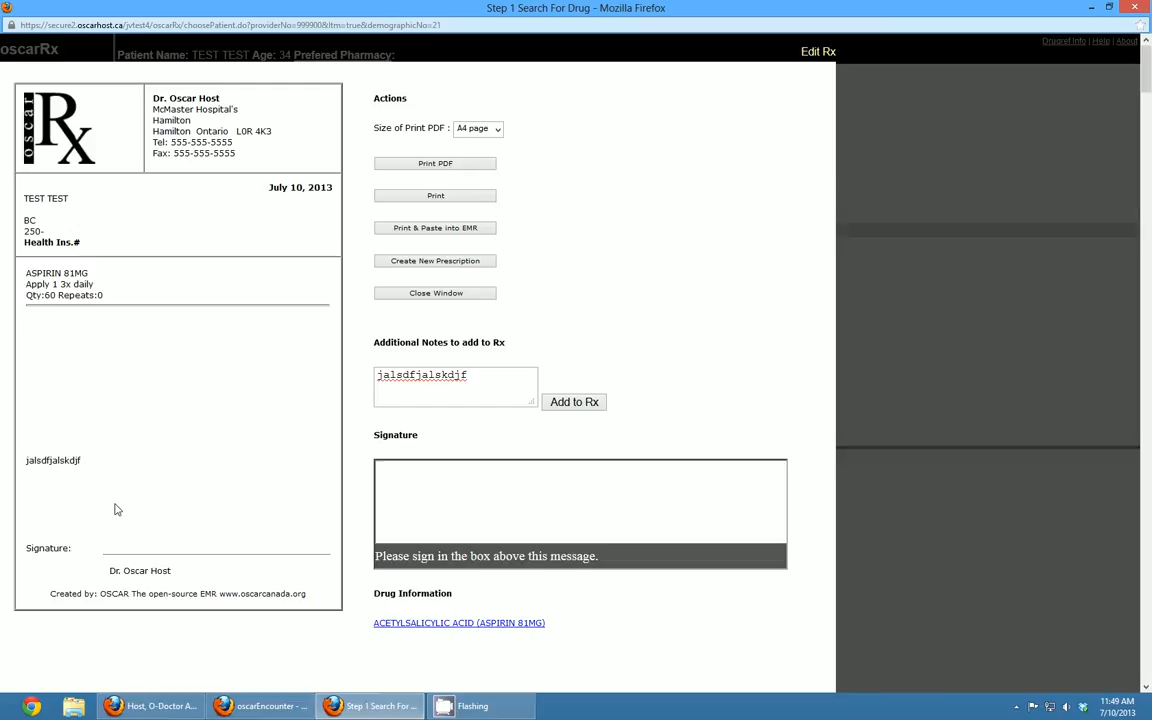 Step 1 Search For Drug - Mozilla Firefox
https://secure2.oscarhost.ca/jvtest4/oscarRx/choosePatient.do?providerNo=999900&ltm=true&demographicNo=21
oscarRx
Patient Name: TEST TEST Age: 34 Prefered Pharmacy:
Edit Rx
Drugref Info | Help | About
oscar
Rx
Dr. Oscar Host
McMaster Hospital's
Hamilton
Hamilton Ontario L0R 4K3
Tel: 555-555-5555
Fax: 555-555-5555
July 10, 2013
TEST TEST
BC
250-
Health Ins.#
ASPIRIN 81MG
Apply 1 3x daily
Qty:60 Repeats:0
jalsdfjalskdjf
Signature:
Dr. Oscar Host
Created by: OSCAR The open-source EMR www.oscarcanada.org
Actions
Size of Print PDF : A4 page
Print PDF
Print
Print & Paste into EMR
Create New Prescription
Close Window
Additional Notes to add to Rx
jalsdfjalskdjf
Add to Rx
Signature
Please sign in the box above this message.
Drug Information
ACETYLSALICYLIC ACID (ASPIRIN 81MG)
Host, O-Doctor A...
oscarEncounter - ...
Step 1 Search For...
Flashing
11:49 AM
7/10/2013